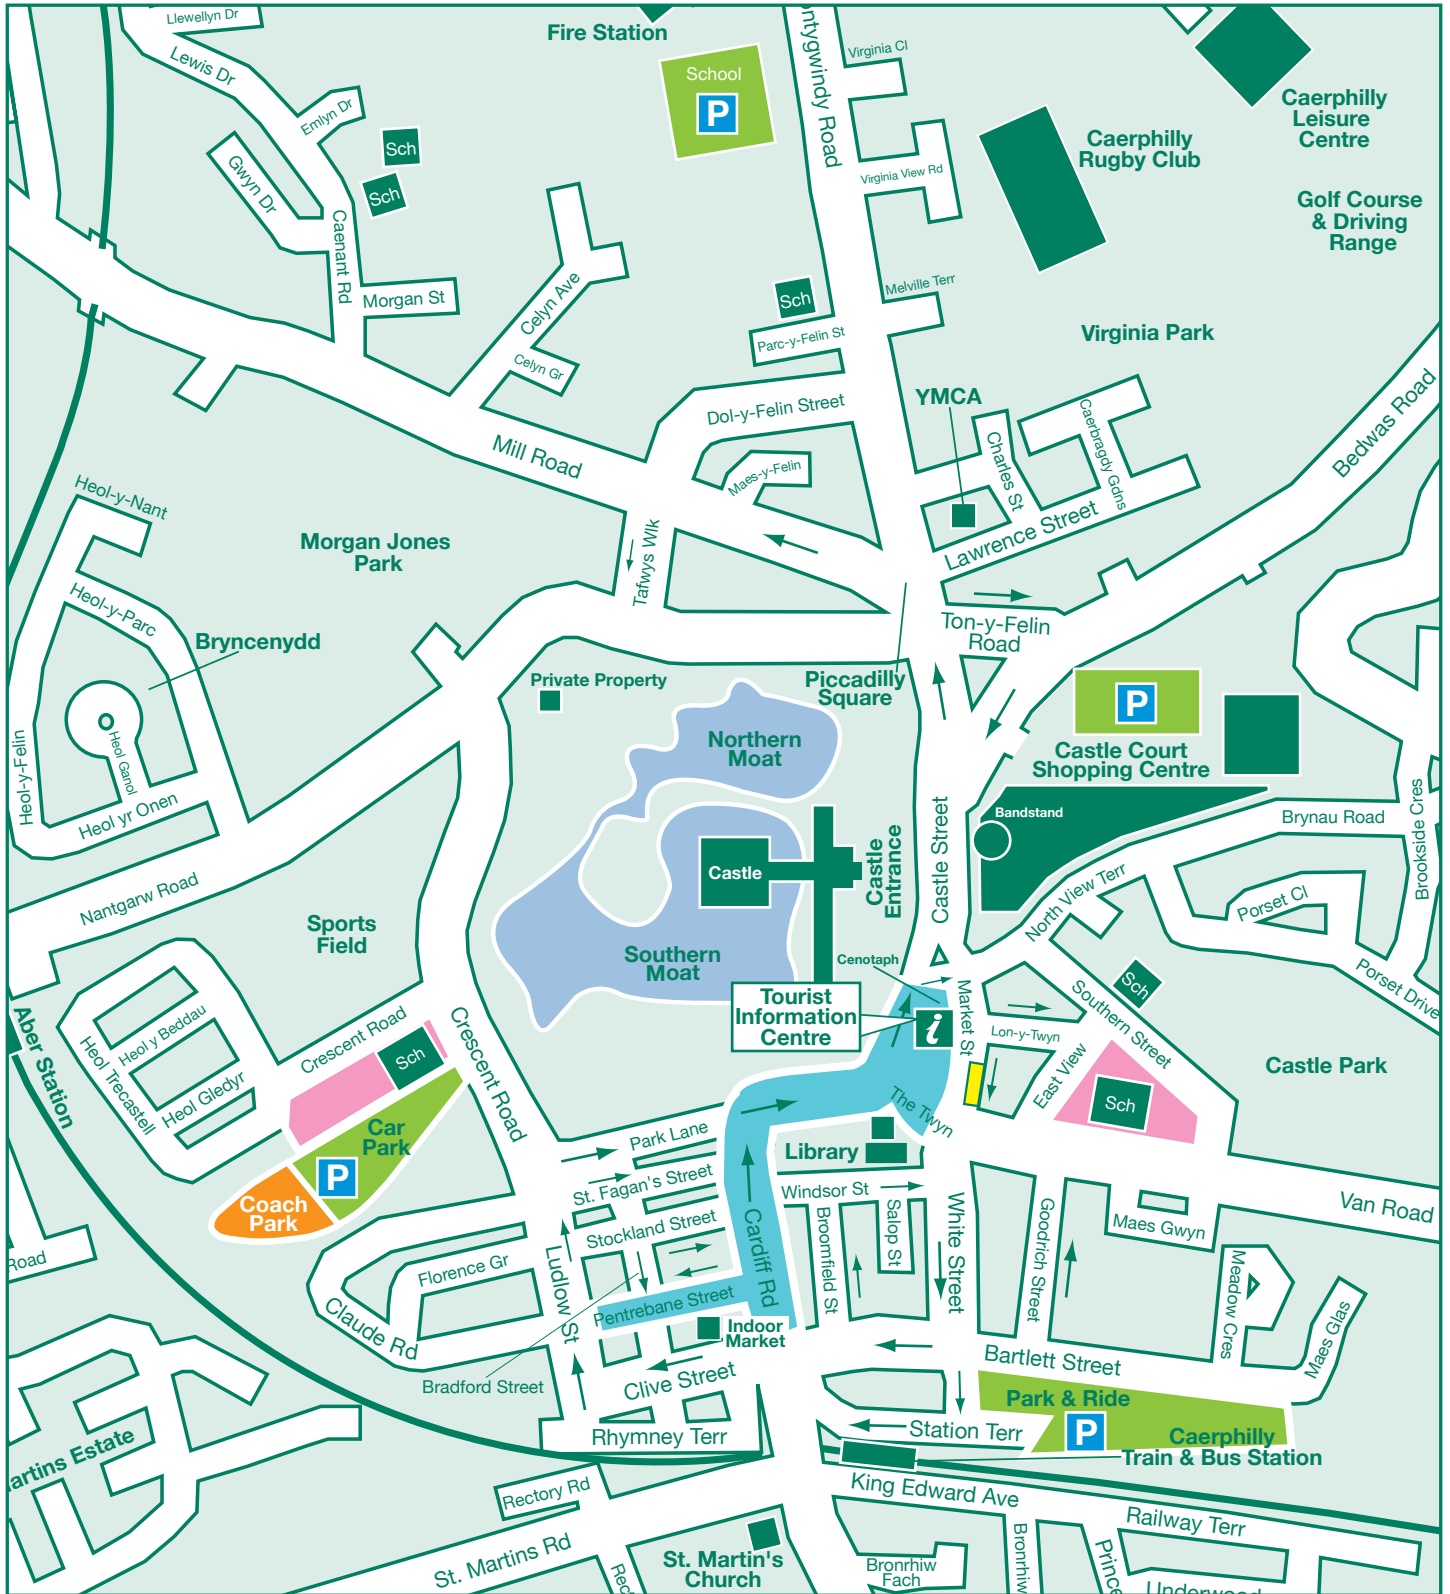 Llewellyn Dr
Lewis Dr
Emlyn Dr
Gwyn Dr
Caenant Rd
Morgan St
Sch
Sch
Celyn Ave
Celyn Gr
Fire Station
School
P
Pontygwindy Road
Virginia Cl
Virginia View Rd
Melville Terr
Sch
Parc-y-Felin St
Dol-y-Felin Street
Maes-y-Felin
Caerphilly
Rugby Club
Caerphilly
Leisure
Centre
Golf Course
& Driving
Range
Virginia Park
YMCA
Charles St
Caerbragdy Gdns
Lawrence Street
Bedwas Road
Mill Road
Tafwys Wlk
Heol-y-Nant
Morgan Jones
Park
Heol-y-Parc
Bryncenydd
Heol Ganol
Heol-y-Felin
Heol yr Onen
Nantgarw Road
Private Property
Piccadilly
Square
Ton-y-Felin
Road
Northern
Moat
P
Castle Court
Shopping Centre
Bandstand
Brynau Road
Brookside Cres
Castle
Castle
Entrance
Castle Street
North View Terr
Porset Cl
Porset Drive
Sports
Field
Southern
Moat
Cenotaph
Tourist
Information
Centre
i
Market St
Lon-y-Twyn
East View
Southern Street
Sch
Sch
Castle Park
Aber Station
Heol Trecastell
Heol y Beddau
Heol Gledyr
Crescent Road
Sch
Crescent Road
Car
Park
P
Coach
Park
Park Lane
St. Fagan's Street
Stockland Street
The Twyn
Library
Windsor St
Broomfield St
Salop St
White Street
Goodrich Street
Maes Gwyn
Van Road
Meadow Cres
Maes Glas
Road
Florence Gr
Claude Rd
Ludlow St
Cardiff Rd
Pentrebane Street
Indoor
Market
Bradford Street
Clive Street
Rhymney Terr
Bartlett Street
Park & Ride
P
Station Terr
Caerphilly
Train & Bus Station
artins Estate
Rectory Rd
St. Martins Rd
Rec
St. Martin's
Church
King Edward Ave
Railway Terr
Bronrhiw
Fach
Bronrhiw
Prince
Underwood